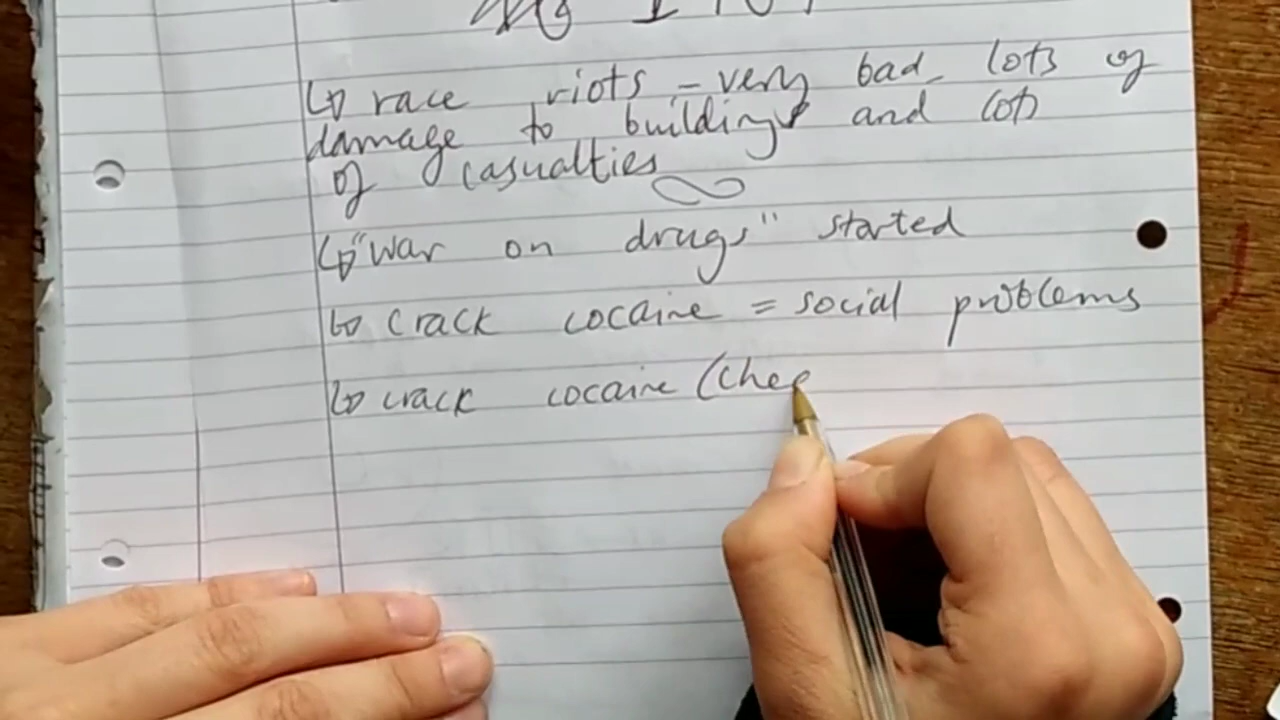 ↳ race riots - very bad, lots of
damage to buildings and lots
of casualties
↳ "war on drugs" started
↳ crack cocaine = social problems
↳ crack cocaine (chea